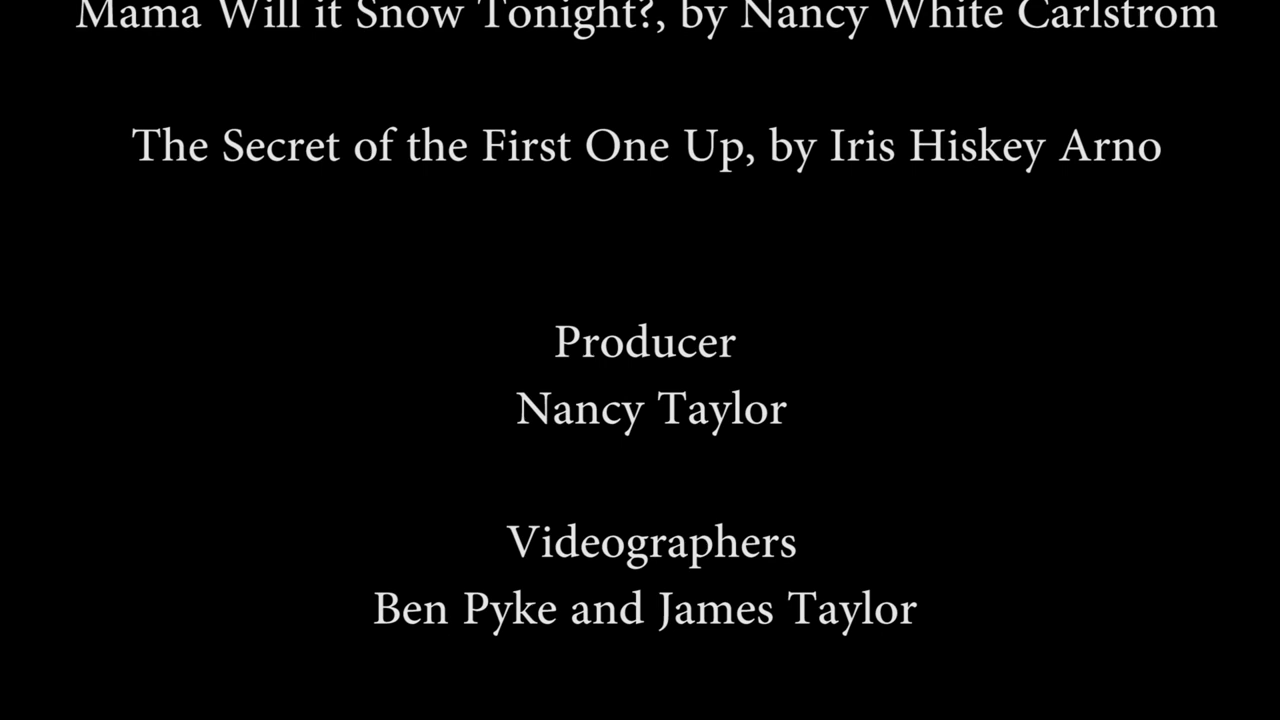 Mama Will it Snow Tonight?, by Nancy White Carlstrom
The Secret of the First One Up, by Iris Hiskey Arno
Producer
Nancy Taylor
Videographers
Ben Pyke and James Taylor